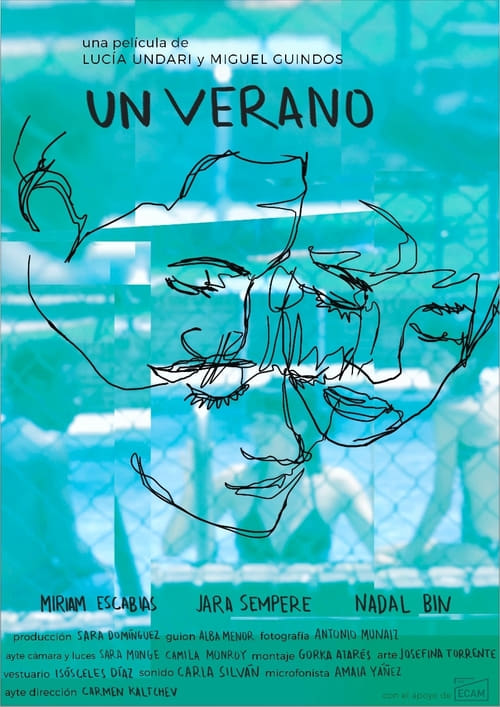 una película de
LUCÍA UNDARI y MIGUEL GUINDOS
UN VERANO
MIRIAM ESCABIAS JARA SEMPERE NADAL BIN
producción SARA DOMÍNGUEZ guion ALBA MENOR fotografía ANTONIO MUNAIZ
ayte cámara y luces SARA MONGE CAMILA MONROY montaje GORKA ATARÉS arte JOSEFINA TORRENTE
vestuario ISÓSCELES DÍAZ sonido CARLA SILVÁN microfonista AMAIA YÁÑEZ
ayte dirección CARMEN KALTCHEV
con el apoyo de ECAM